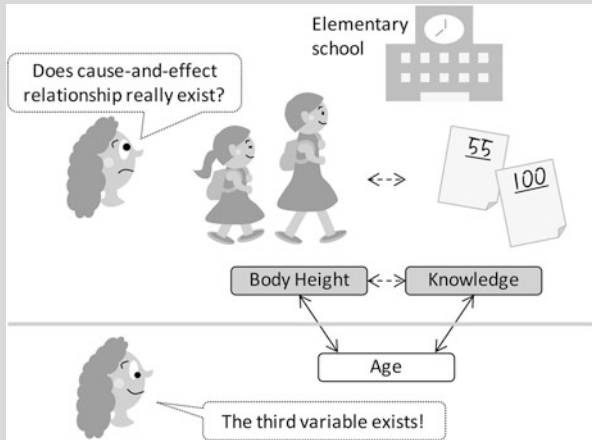 Elementary
school
Does cause-and-effect
relationship really exist?
55
100
Body Height
Knowledge
Age
The third variable exists!